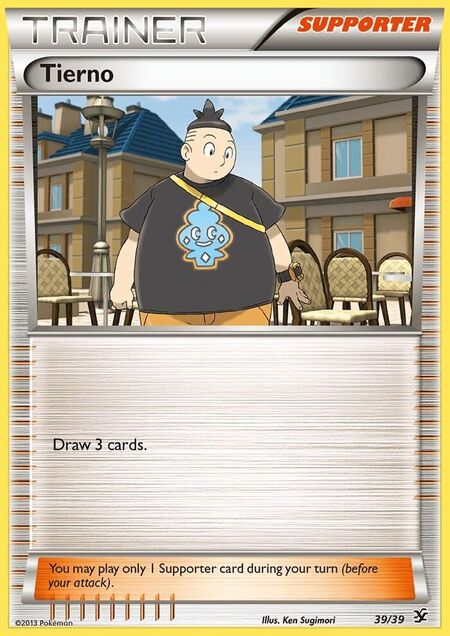 TRAINER
SUPPORTER
Tierno
Draw 3 cards.
You may play only 1 Supporter card during your turn (before
your attack).
©2013 Pokémon
Illus. Ken Sugimori
39/39